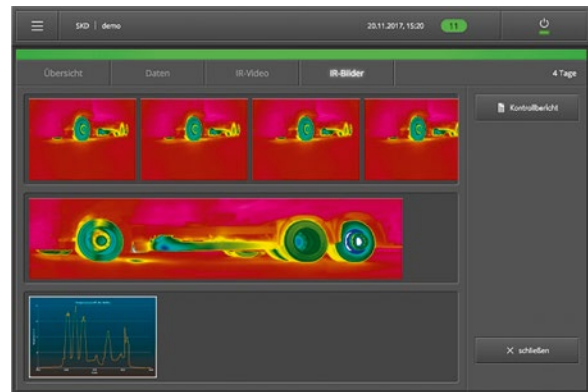 SKD | demo
20.11.2017, 15:20
11
Übersicht
Daten
IR-Video
IR-Bilder
4 Tage
Kontrollbericht
schließen